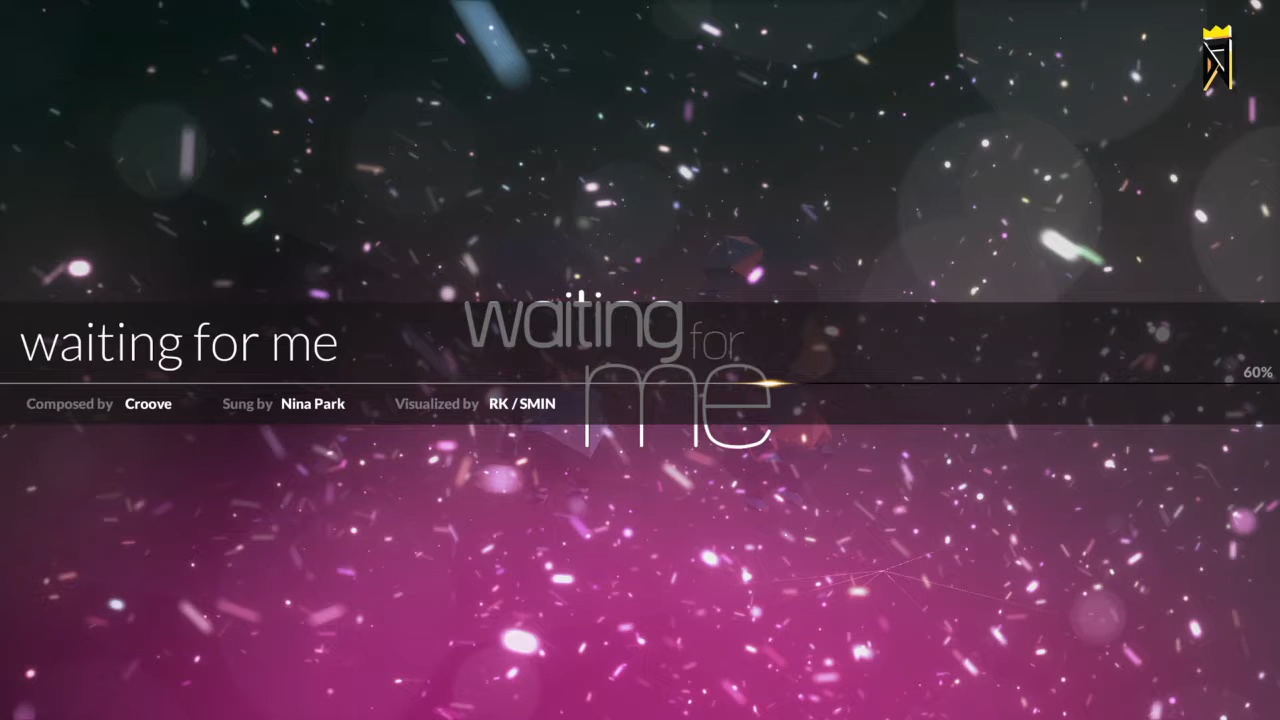 waiting for me
waiting for
me
60%
Composed by Croove Sung by Nina Park Visualized by RK / SMIN